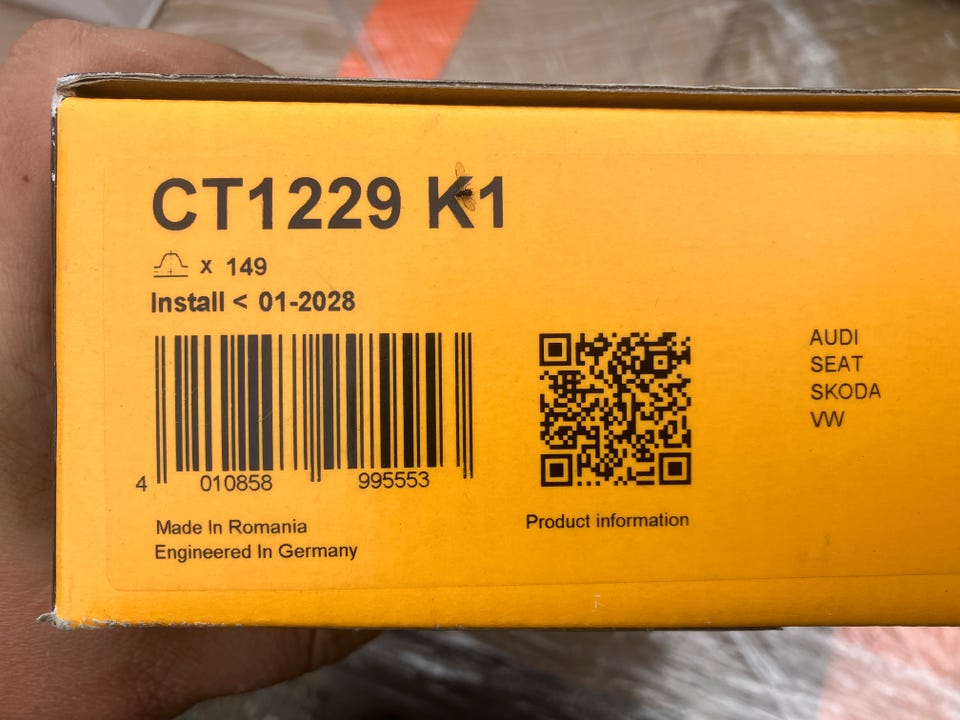 CT1229 K1
x 149
Install < 01-2028
4 010858 995553
Made In Romania
Engineered In Germany
Product information
AUDI
SEAT
SKODA
VW